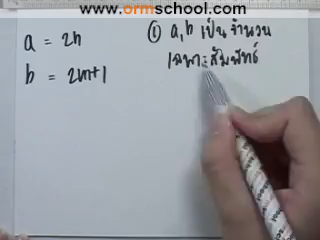 www.ormschool.com
a = 2n
b = 2m+1
① a, b เป็นจำนวน
เฉพาะสัมพัทธ์